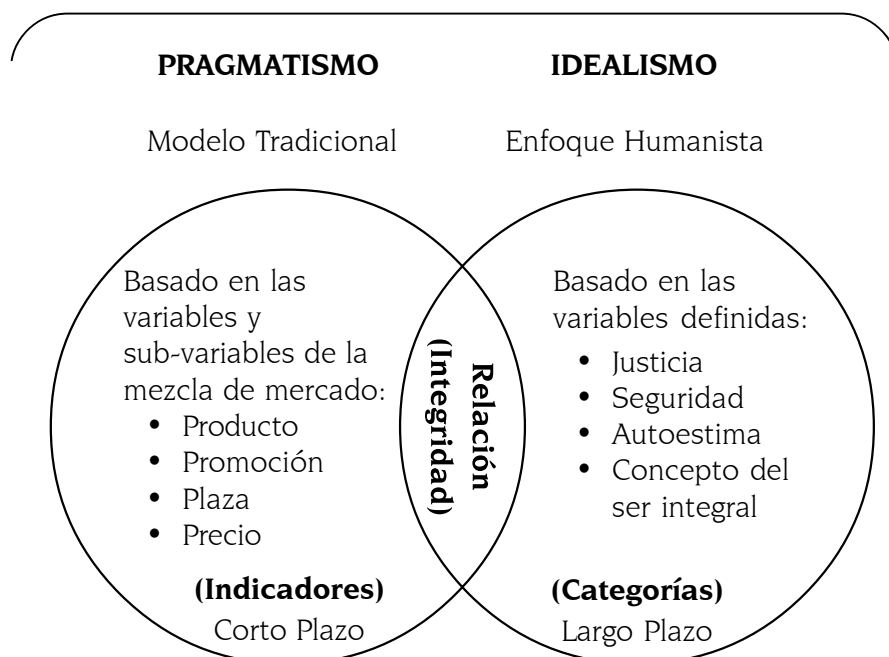 PRAGMATISMO
Modelo Tradicional
Basado en las
variables y
sub-variables de la
mezcla de mercado:
• Producto
• Promoción
• Plaza
• Precio
(Indicadores)
Corto Plazo
Relación
(Integridad)
IDEALISMO
Enfoque Humanista
Basado en las
variables definidas:
• Justicia
• Seguridad
• Autoestima
• Concepto del
ser integral
(Categorías)
Largo Plazo